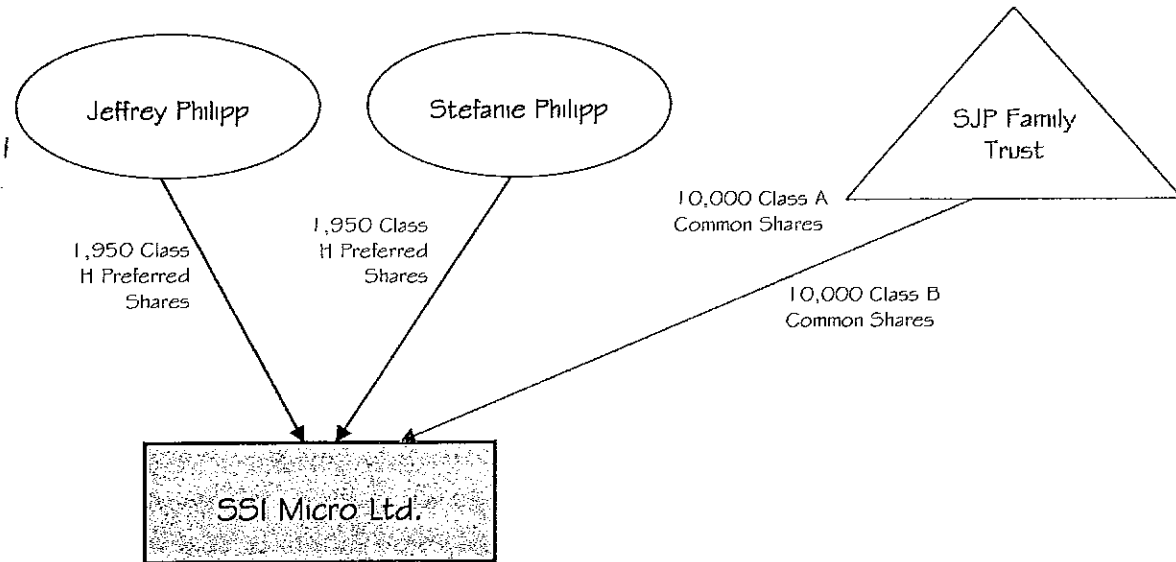 Jeffrey Philipp
Stefanie Philipp
SJP Family
Trust
1,950 Class
H Preferred
Shares
1,950 Class
H Preferred
Shares
10,000 Class A
Common Shares
10,000 Class B
Common Shares
SSI Micro Ltd.